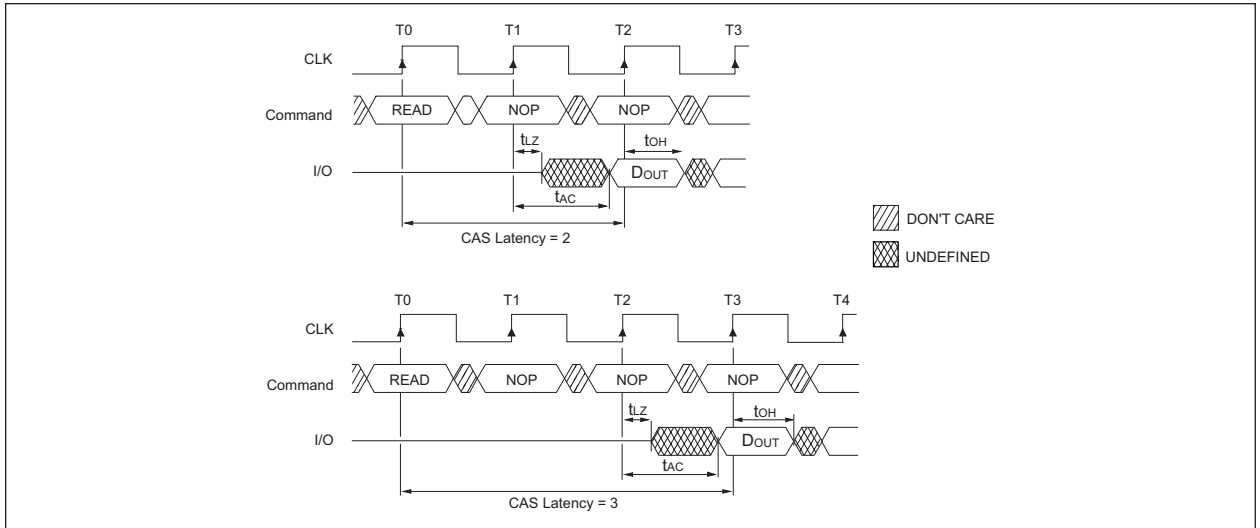 T0 T1 T2 T3
CLK
Command READ NOP NOP
tLZ tOH
I/O DOUT
tAC
CAS Latency = 2
DON'T CARE
UNDEFINED
T0 T1 T2 T3 T4
CLK
Command READ NOP NOP NOP
tLZ tOH
I/O DOUT
tAC
CAS Latency = 3